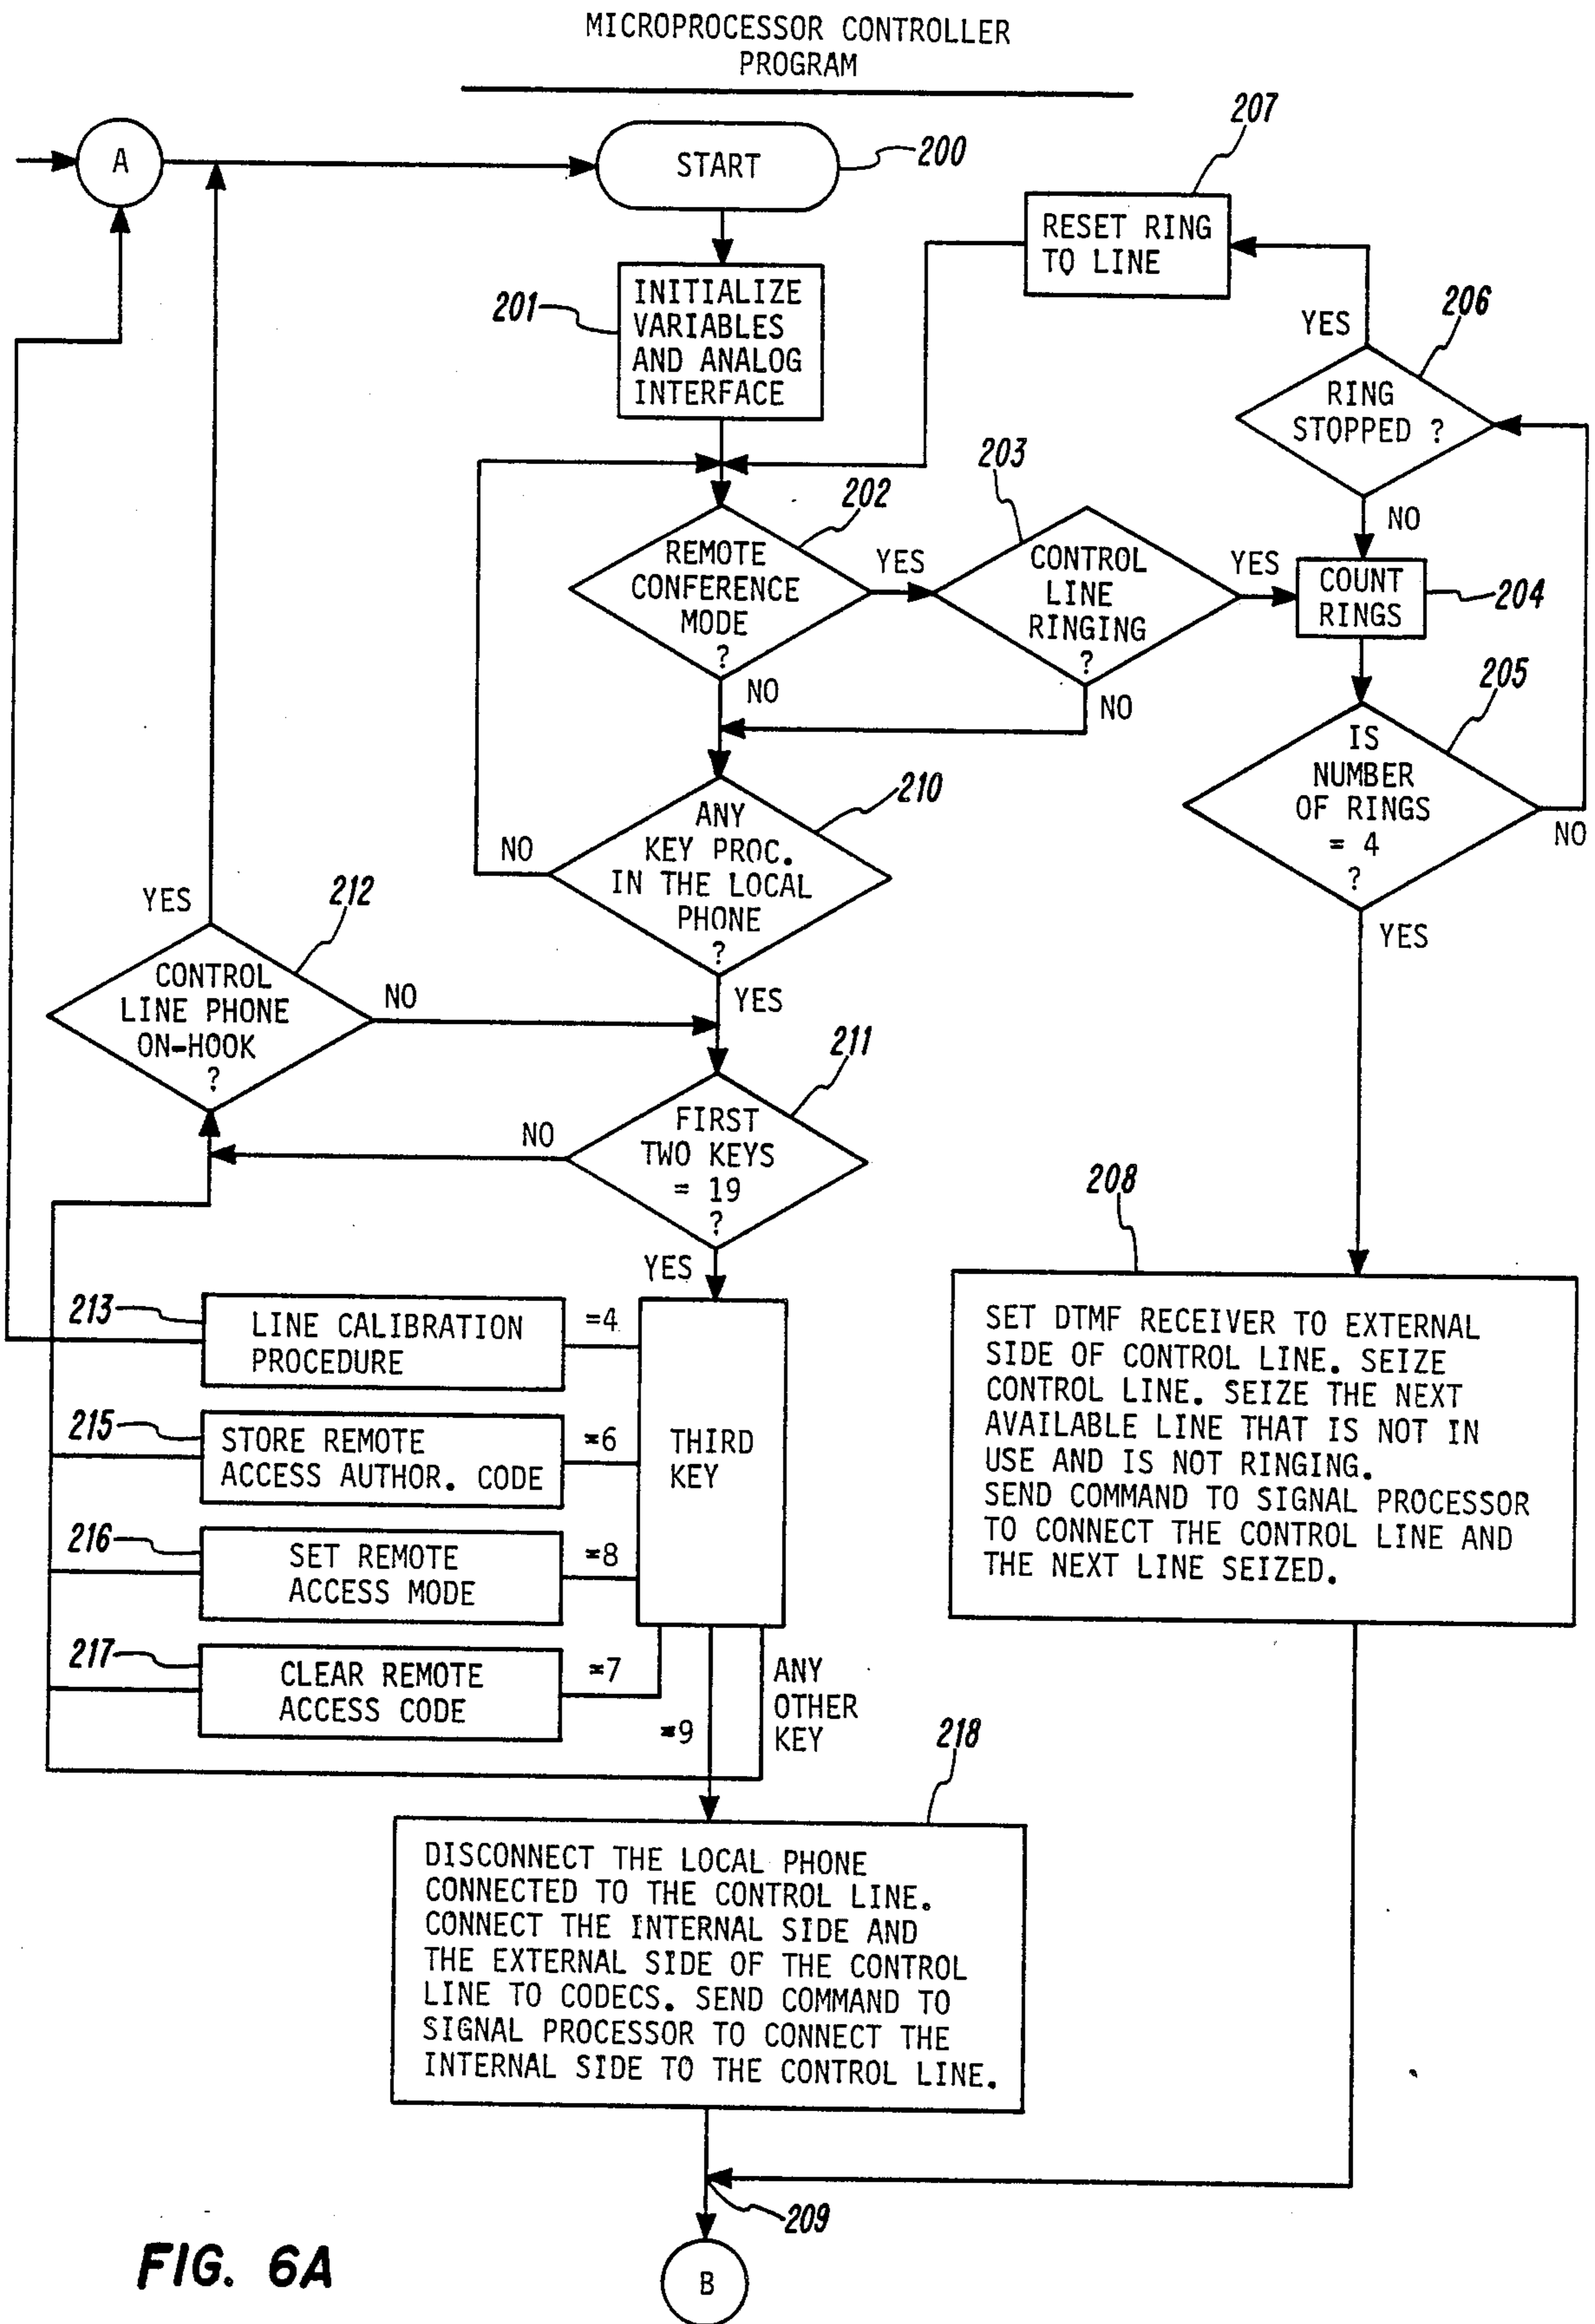 MICROPROCESSOR CONTROLLER
PROGRAM
A
START
200
207
RESET RING
TO LINE
201
INITIALIZE
VARIABLES
AND ANALOG
INTERFACE
YES
206
RING
STOPPED ?
NO
202
REMOTE
CONFERENCE
MODE
?
YES
NO
203
CONTROL
LINE
RINGING
?
YES
NO
COUNT
RINGS
204
205
IS
NUMBER
OF RINGS
= 4
?
NO
YES
210
ANY
KEY PROC.
IN THE LOCAL
PHONE
?
NO
YES
YES
212
CONTROL
LINE PHONE
ON-HOOK
?
NO
211
FIRST
TWO KEYS
= 19
?
NO
YES
208
SET DTMF RECEIVER TO EXTERNAL
SIDE OF CONTROL LINE. SEIZE
CONTROL LINE. SEIZE THE NEXT
AVAILABLE LINE THAT IS NOT IN
USE AND IS NOT RINGING.
SEND COMMAND TO SIGNAL PROCESSOR
TO CONNECT THE CONTROL LINE AND
THE NEXT LINE SEIZED.
213
LINE CALIBRATION
PROCEDURE
=4
THIRD
KEY
215
STORE REMOTE
ACCESS AUTHOR. CODE
=6
216
SET REMOTE
ACCESS MODE
=8
217
CLEAR REMOTE
ACCESS CODE
=7
=9
ANY
OTHER
KEY
218
DISCONNECT THE LOCAL PHONE
CONNECTED TO THE CONTROL LINE.
CONNECT THE INTERNAL SIDE AND
THE EXTERNAL SIDE OF THE CONTROL
LINE TO CODECS. SEND COMMAND TO
SIGNAL PROCESSOR TO CONNECT THE
INTERNAL SIDE TO THE CONTROL LINE.
209
B
FIG. 6A